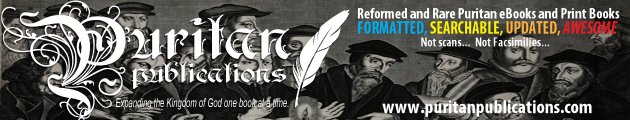 Puritan
publications
Expanding the Kingdom of God one book at a time.
Reformed and Rare Puritan eBooks and Print Books
FORMATTED, SEARCHABLE, UPDATED, AWESOME
Not scans... Not Facsimilies...
www.puritanpublications.com